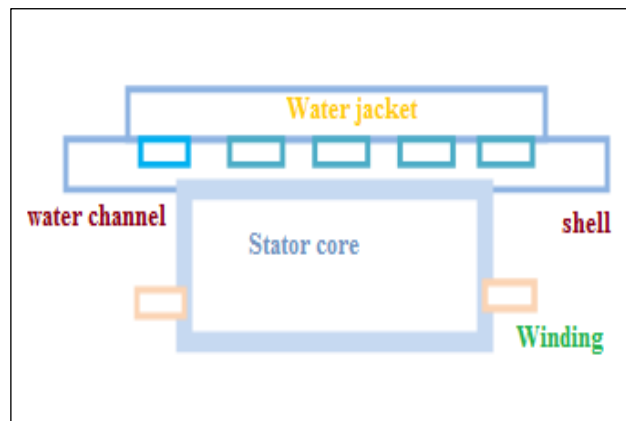 Water jacket
water channel
shell
Stator core
Winding